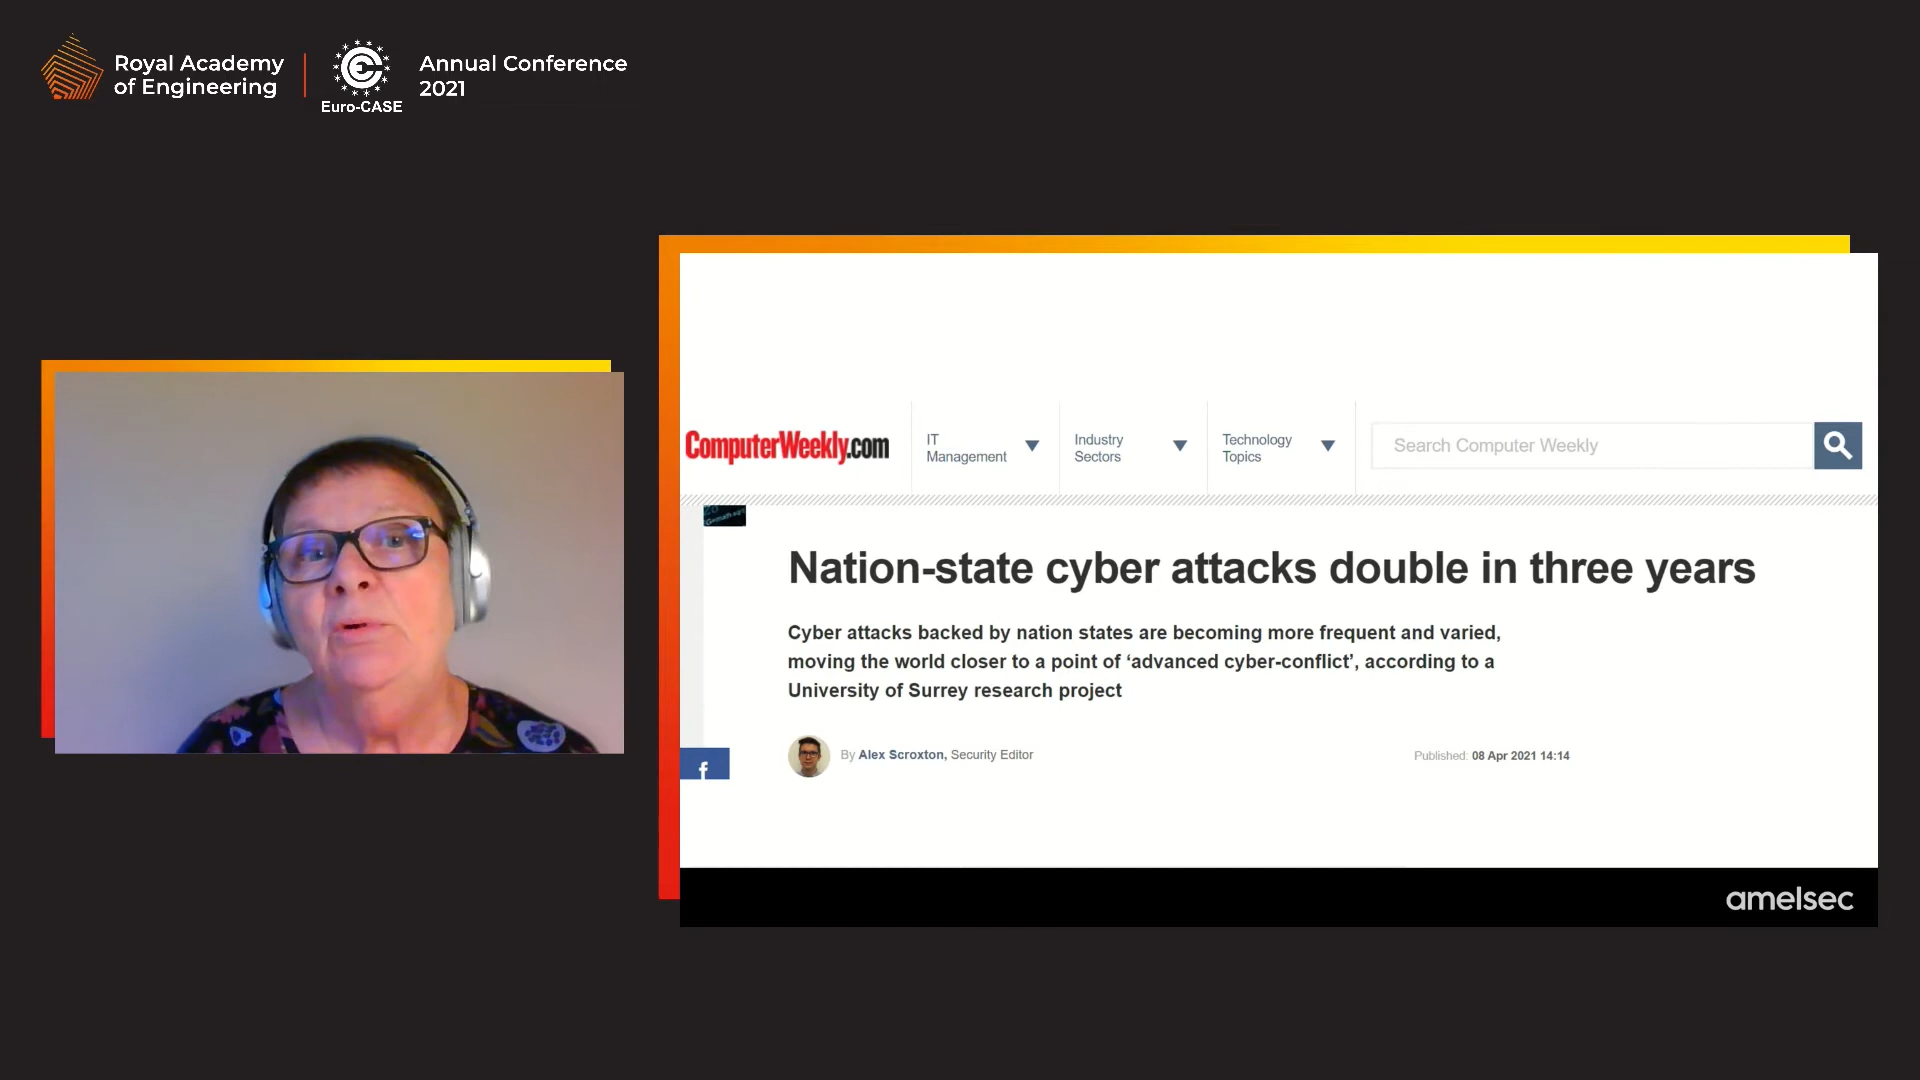 Royal Academy
of Engineering
Euro-CASE
Annual Conference
2021
ComputerWeekly.com
IT
Management
Industry
Sectors
Technology
Topics
Search Computer Weekly
Nation-state cyber attacks double in three years
Cyber attacks backed by nation states are becoming more frequent and varied,
moving the world closer to a point of ‘advanced cyber-conflict’, according to a
University of Surrey research project
By Alex Scroxton, Security Editor
Published: 08 Apr 2021 14:14
f
amelsec